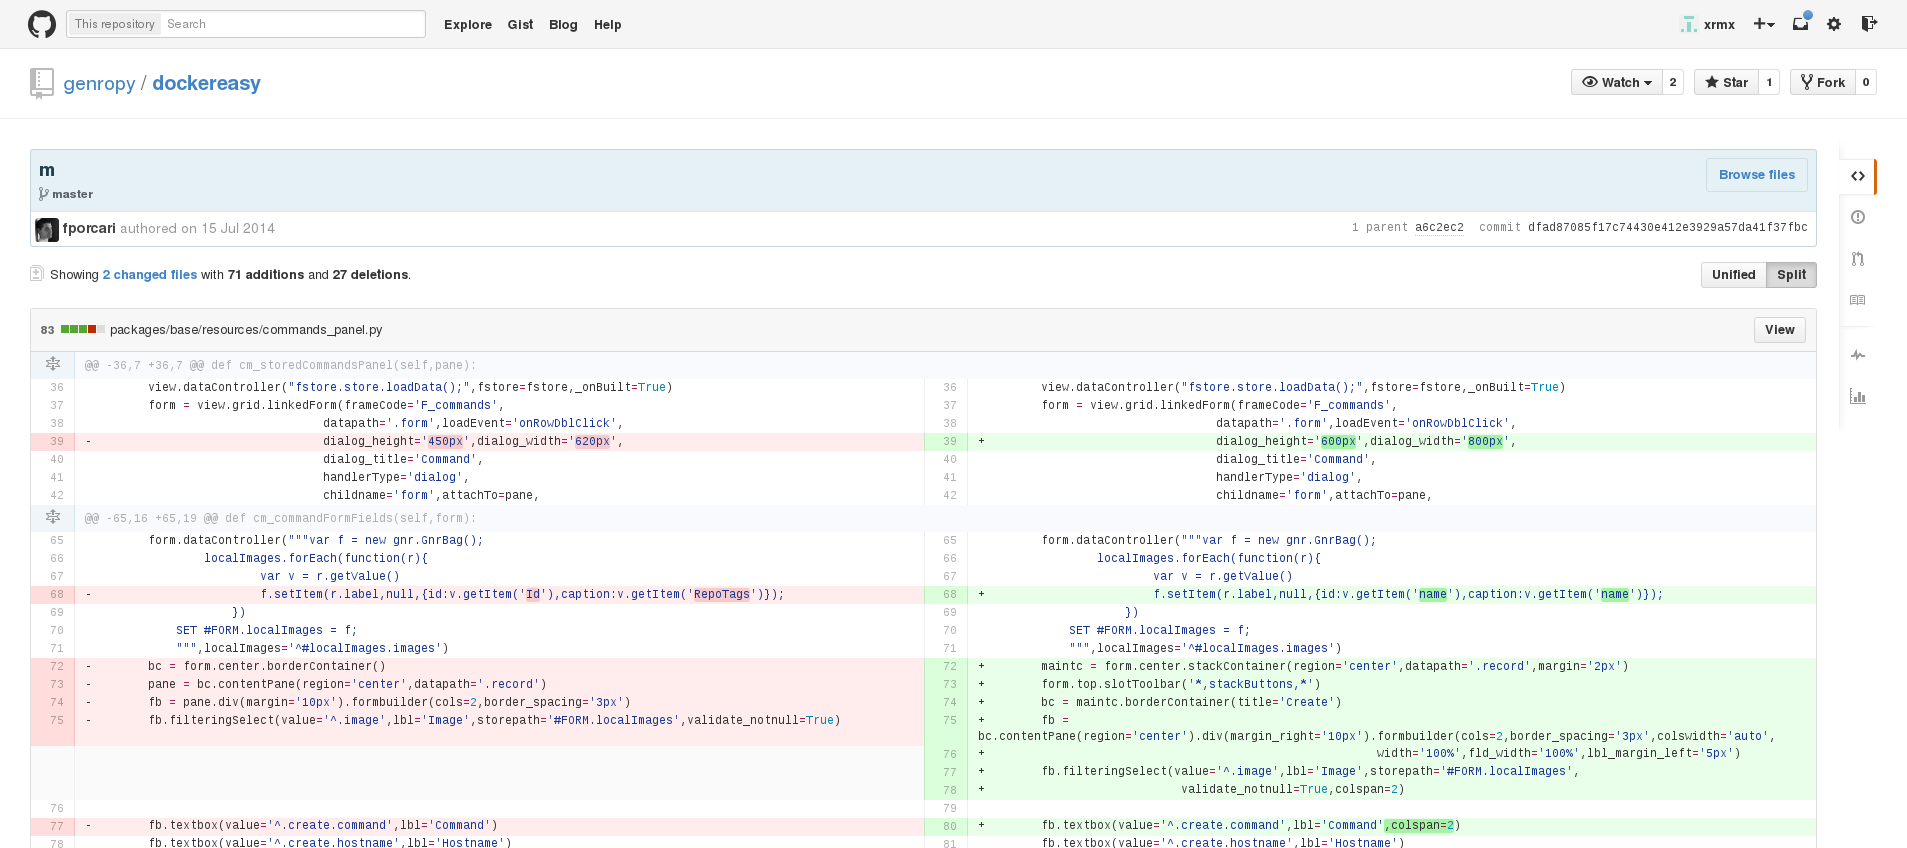 This repository Search Explore Gist Blog Help xrmx
genropy / dockereasy Watch 2 Star 1 Fork 0
m
master
Browse files
fporcari authored on 15 Jul 2014 1 parent a6c2ec2 commit dfad87085f17c74430e412e3929a57da41f37fbc
Showing 2 changed files with 71 additions and 27 deletions. Unified Split
83 packages/base/resources/commands_panel.py View
@@ -36,7 +36,7 @@ def cm_storedCommandsPanel(self,pane):
36 view.dataController("fstore.store.loadData();",fstore=fstore,_onBuilt=True) 36 view.dataController("fstore.store.loadData();",fstore=fstore,_onBuilt=True)
37 form = view.grid.linkedForm(frameCode='F_commands', 37 form = view.grid.linkedForm(frameCode='F_commands',
38 datapath='.form',loadEvent='onRowDblClick', 38 datapath='.form',loadEvent='onRowDblClick',
39 - dialog_height='450px',dialog_width='620px', 39 + dialog_height='600px',dialog_width='800px',
40 dialog_title='Command', 40 dialog_title='Command',
41 handlerType='dialog', 41 handlerType='dialog',
42 childname='form',attachTo=pane, 42 childname='form',attachTo=pane,
@@ -65,16 +65,19 @@ def cm_commandFormFields(self,form):
65 form.dataController("""var f = new gnr.GnrBag(); 65 form.dataController("""var f = new gnr.GnrBag();
66 localImages.forEach(function(r){ 66 localImages.forEach(function(r){
67 var v = r.getValue() 67 var v = r.getValue()
68 - f.setItem(r.label,null,{id:v.getItem('Id'),caption:v.getItem('RepoTags')}); 68 + f.setItem(r.label,null,{id:v.getItem('name'),caption:v.getItem('name')});
69 }) 69 })
70 SET #FORM.localImages = f; 70 SET #FORM.localImages = f;
71 """,localImages='^#localImages.images') 71 """,localImages='^#localImages.images')
72 - bc = form.center.borderContainer() 72 + maintc = form.center.stackContainer(region='center',datapath='.record',margin='2px')
73 - pane = bc.contentPane(region='center',datapath='.record') 73 + form.top.slotToolbar('*,stackButtons,*')
74 - fb = pane.div(margin='10px').formbuilder(cols=2,border_spacing='3px') 74 + bc = maintc.borderContainer(title='Create')
75 - fb.filteringSelect(value='^.image',lbl='Image',storepath='#FORM.localImages',validate_notnull=True) 75 + fb =
bc.contentPane(region='center').div(margin_right='10px').formbuilder(cols=2,border_spacing='3px',colswidth='auto',
76 + width='100%',fld_width='100%',lbl_margin_left='5px')
77 + fb.filteringSelect(value='^.image',lbl='Image',storepath='#FORM.localImages',
78 + validate_notnull=True,colspan=2)
76 79
77 - fb.textbox(value='^.create.command',lbl='Command') 80 + fb.textbox(value='^.create.command',lbl='Command',colspan=2)
78 fb.textbox(value='^.create.hostname',lbl='Hostname') 81 fb.textbox(value='^.create.hostname',lbl='Hostname')